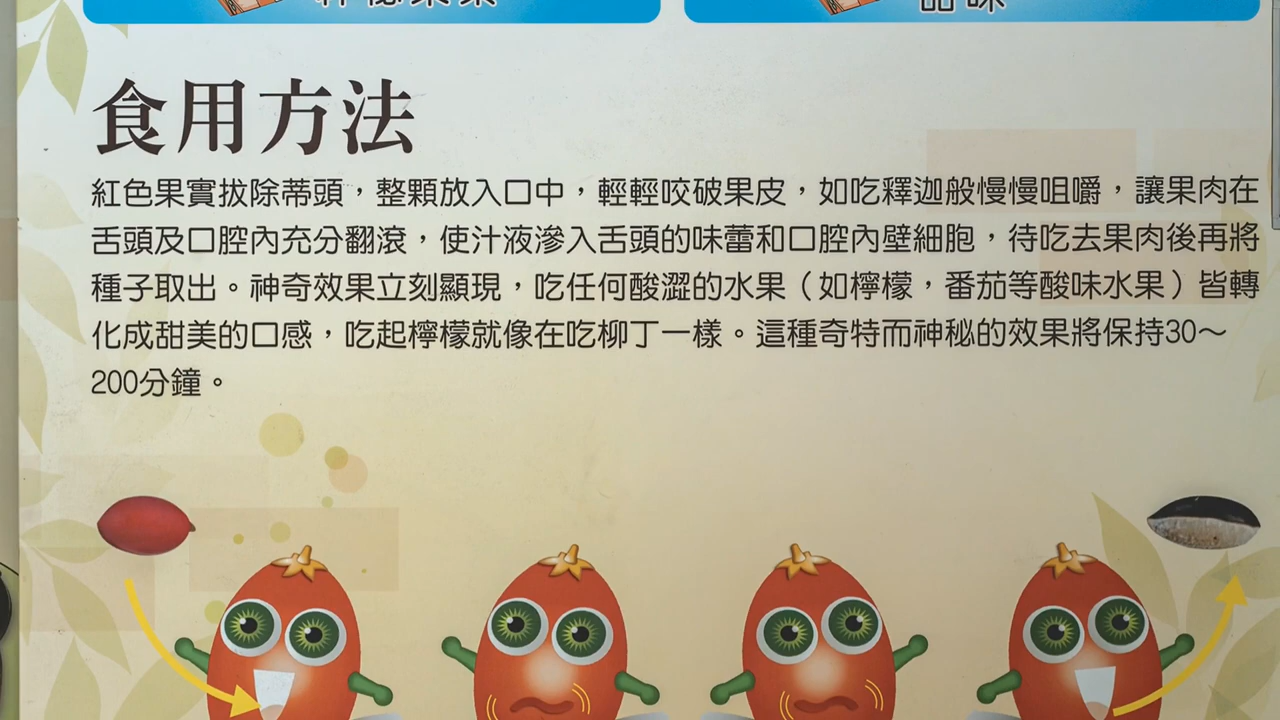 食用方法
紅色果實拔除蒂頭，整顆放入口中，輕輕咬破果皮，如吃釋迦般慢慢咀嚼，讓果肉在
舌頭及口腔內充分翻滾，使汁液滲入舌頭的味蕾和口腔內壁細胞，待吃去果肉後再將
種子取出。神奇效果立刻顯現，吃任何酸澀的水果（如檸檬，番茄等酸味水果）皆轉
化成甜美的口感，吃起檸檬就像在吃柳丁一樣。這種奇特而神秘的效果將保持30～
200分鐘。